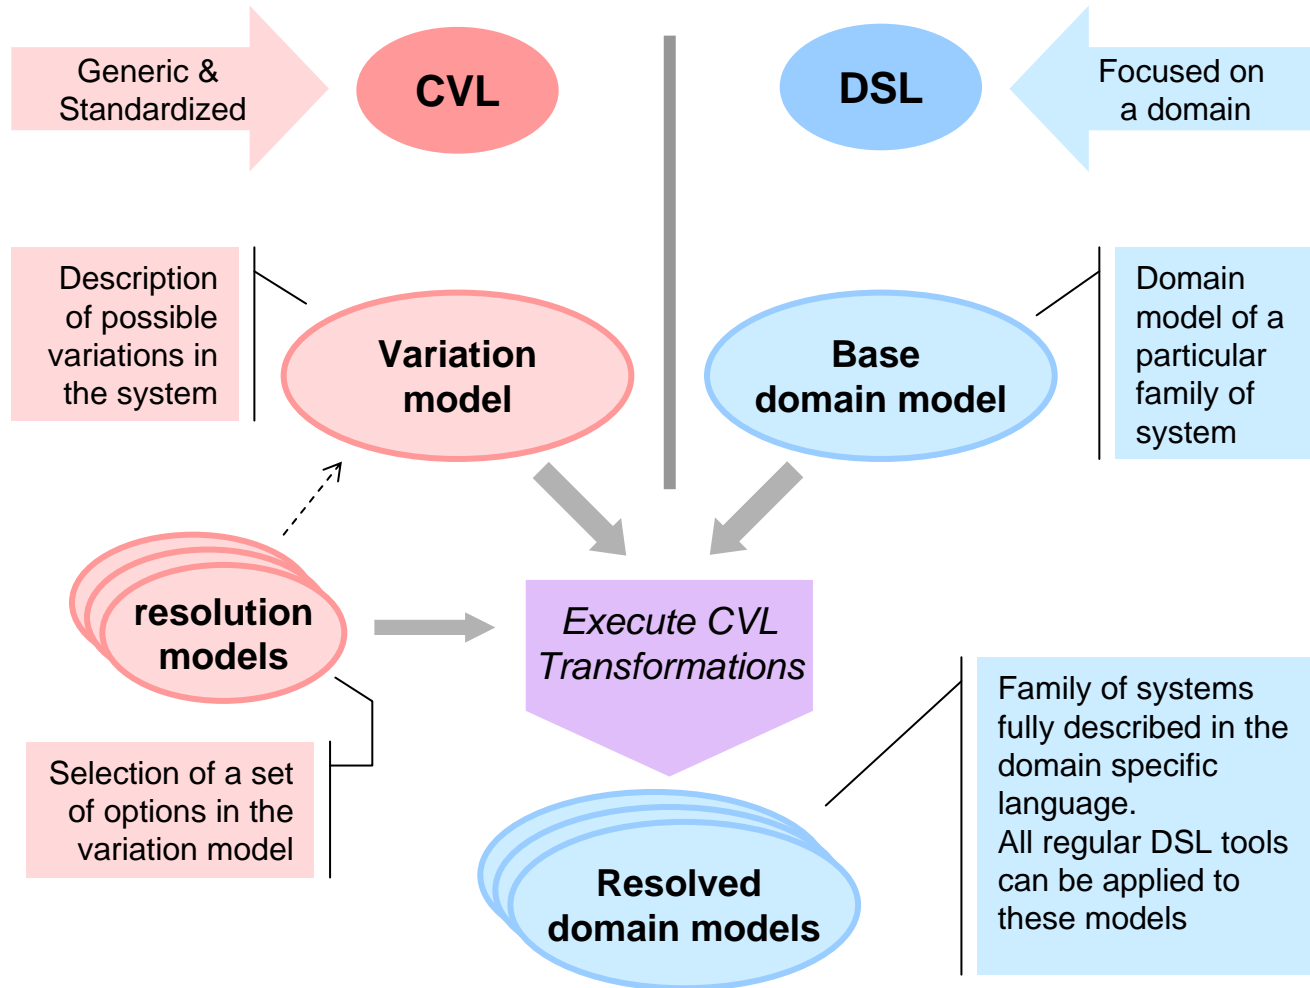 Generic &
Standardized
CVL
DSL
Focused on
a domain
Description
of possible
variations in
the system
Variation
model
Base
domain model
Domain
model of a
particular
family of
system
resolution
models
Execute CVL
Transformations
Selection of a set
of options in the
variation model
Resolved
domain models
Family of systems
fully described in the
domain specific
language.
All regular DSL tools
can be applied to
these models